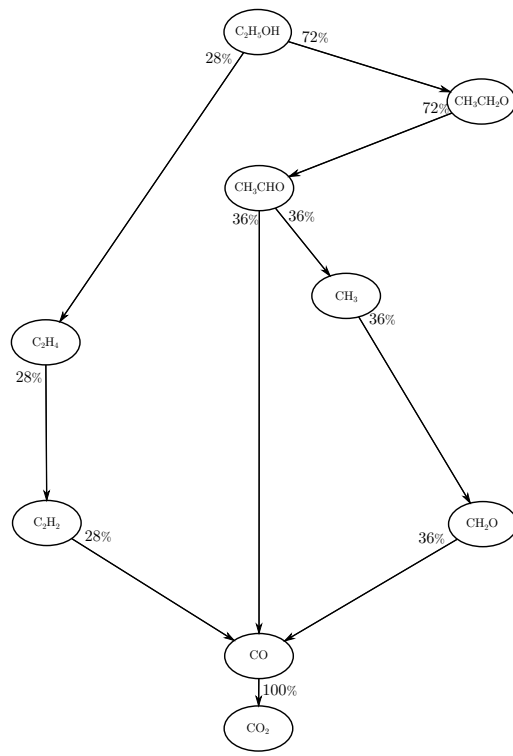 C₂H₅OH
28%
72%
CH₃CH₂O
72%
CH₃CHO
36%
36%
CH₃
36%
C₂H₄
28%
C₂H₂
28%
CH₂O
36%
CO
100%
CO₂